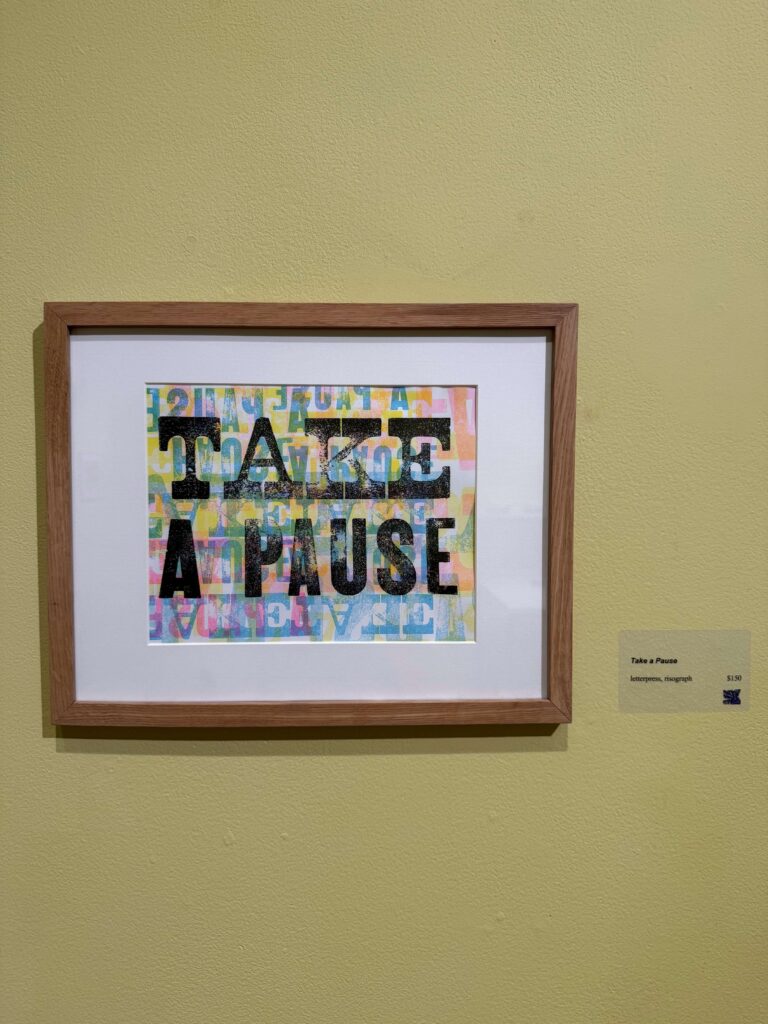 TAKE
A PAUSE
Take a Pause
letterpress, risograph $150